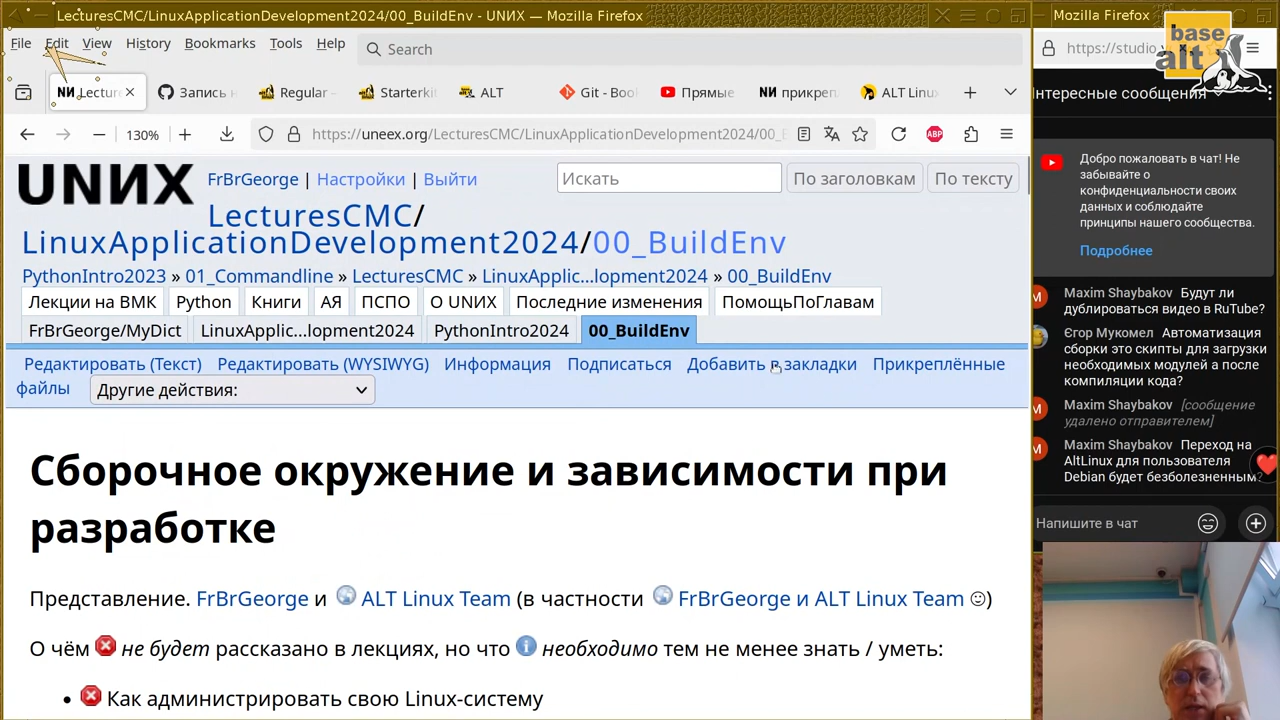 LecturesCMC/LinuxApplicationDevelopment2024/00_BuildEnv - UNИX — Mozilla Firefox
Mozilla Firefox
File Edit View History Bookmarks Tools Help
Search
base
alt
https://studio
NИ Lecture
Запись н
Regular -
Starterkit
ALT
Git - Book
Прямые
NИ прикреп
ALT Linux
Интересные сообщения
130%
https://uneex.org/LecturesCMC/LinuxApplicationDevelopment2024/00_B
ABP
UNИX
FrBrGeorge | Настройки | Выйти
Искать
По заголовкам
По тексту
LecturesCMC/
LinuxApplicationDevelopment2024/00_BuildEnv
PythonIntro2023 » 01_Commandline » LecturesCMC » LinuxApplic...lopment2024 » 00_BuildEnv
Лекции на ВМК Python Книги АЯ ПСПО О UNИX Последние изменения ПомощьПоГлавам
FrBrGeorge/MyDict LinuxApplic...lopment2024 PythonIntro2024 00_BuildEnv
Редактировать (Текст) Редактировать (WYSIWYG) Информация Подписаться Добавить в закладки Прикреплённые
файлы Другие действия:
Сборочное окружение и зависимости при
разработке
Представление. FrBrGeorge и ALT Linux Team (в частности FrBrGeorge и ALT Linux Team )
О чём не будет рассказано в лекциях, но что необходимо тем не менее знать / уметь:
• Как администрировать свою Linux-систему
Добро пожаловать в чат! Не
забывайте о
конфиденциальности своих
данных и соблюдайте
принципы нашего сообщества.
Подробнее
M Maxim Shaybakov Будут ли
дублироваться видео в RuTube?
Єгор Мукомел Автоматизация
сборки это скипты для загрузки
необходимых модулей а после
компиляции кода?
M Maxim Shaybakov [сообщение
удалено отправителем]
M Maxim Shaybakov Переход на
AltLinux для пользователя
Debian будет безболезненным?
Напишите в чат